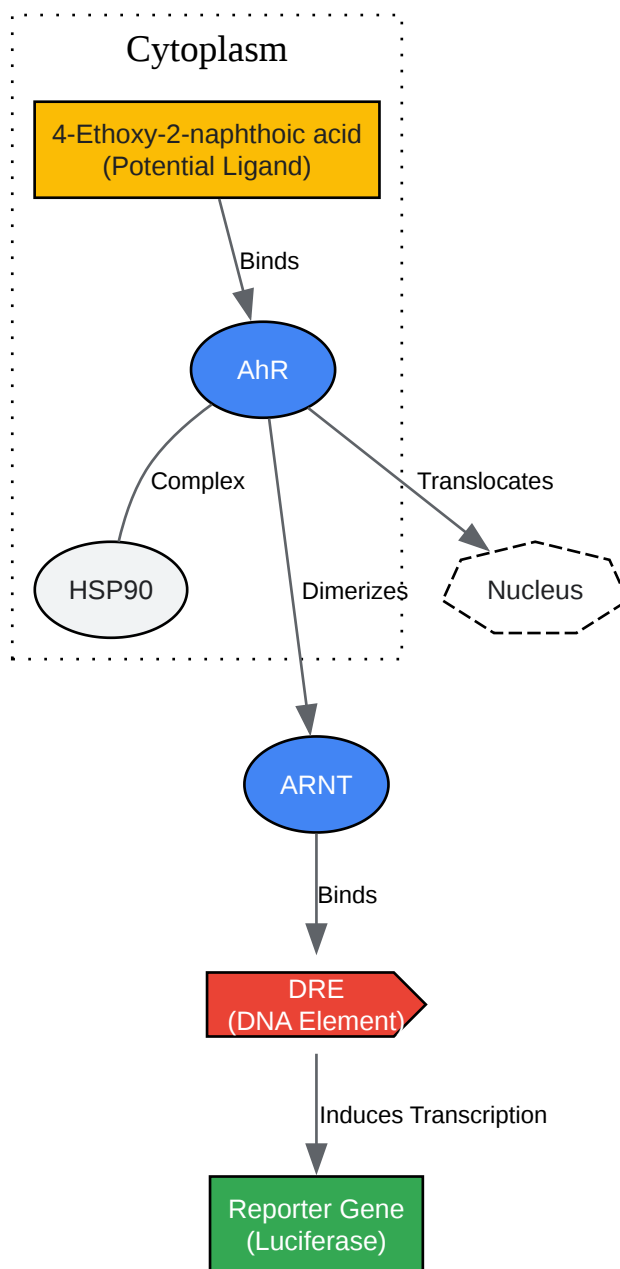 Cytoplasm
4-Ethoxy-2-naphthoic acid
(Potential Ligand)
Binds
AhR
Complex
Translocates
HSP90
Dimerizes
Nucleus
ARNT
Binds
DRE
(DNA Element)
Induces Transcription
Reporter Gene
(Luciferase)